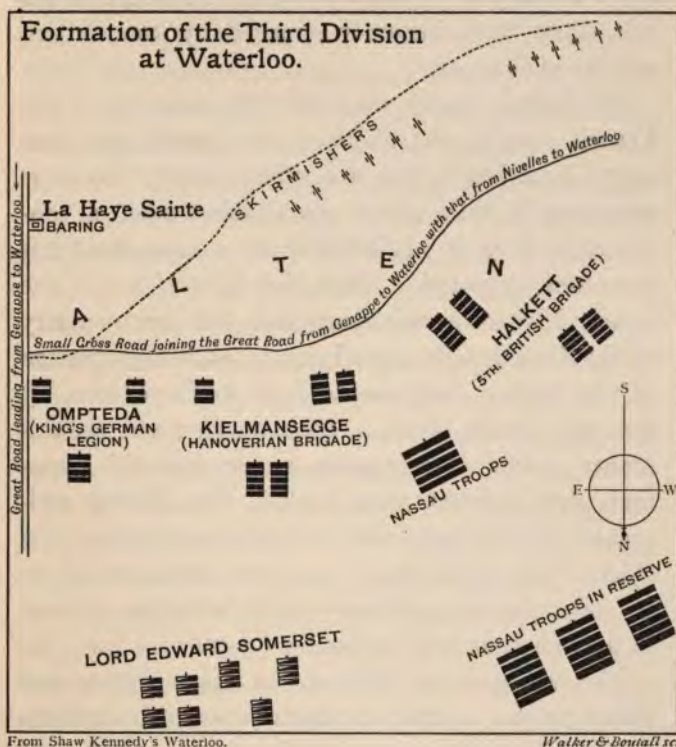 Formation of the Third Division
at Waterloo.
SKIRMISHERS
Great Road leading from Genappe to Waterloo
La Haye Sainte
BARING
ALTEN
Small Cross Road joining the Great Road from Genappe to Waterloo with that from Nivelles to Waterloo
HALKETT
(5TH. BRITISH BRIGADE)
OMPTEDA
(KING'S GERMAN
LEGION)
KIELMANSEGGE
(HANOVERIAN BRIGADE)
NASSAU TROOPS
S
E
W
N
NASSAU TROOPS IN RESERVE
LORD EDWARD SOMERSET
From Shaw Kennedy's Waterloo.
Walker & Boutall sc.